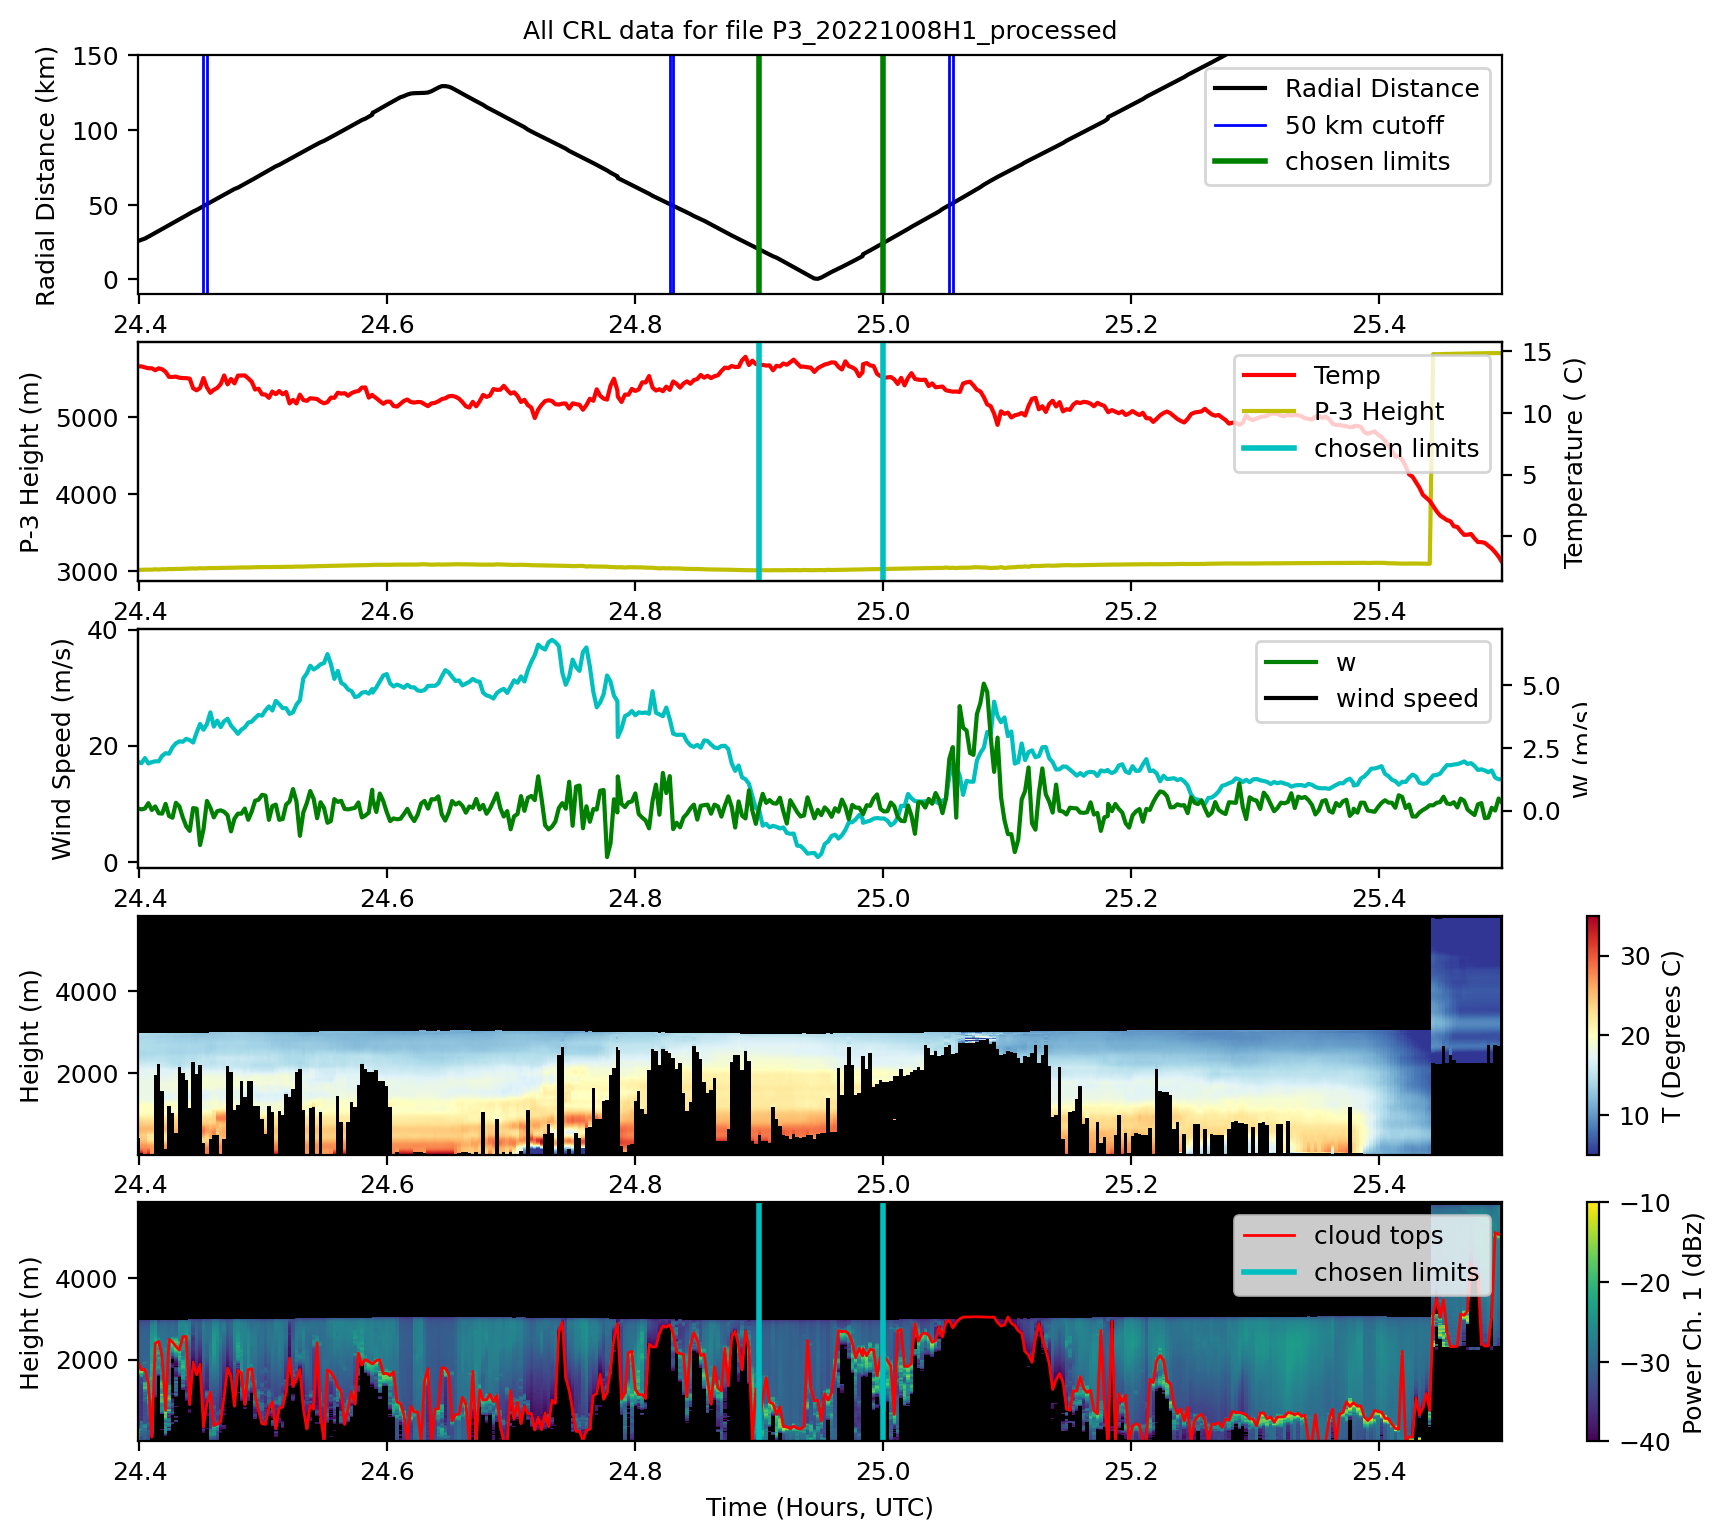 All CRL data for file P3_20221008H1_processed
Radial Distance (km)
150
100
50
0
Radial Distance
50 km cutoff
chosen limits
24.4 24.6 24.8 25.0 25.2 25.4
P-3 Height (m)
5000
4000
3000
Temp
P-3 Height
chosen limits
15
10
5
0
Temperature ( C)
24.4 24.6 24.8 25.0 25.2 25.4
Wind Speed (m/s)
40
20
0
w
wind speed
5.0
2.5
0.0
W (m/s)
24.4 24.6 24.8 25.0 25.2 25.4
Height (m)
4000
2000
30
20
10
T (Degrees C)
24.4 24.6 24.8 25.0 25.2 25.4
Height (m)
4000
2000
cloud tops
chosen limits
−10
−20
−30
−40
Power Ch. 1 (dBz)
24.4 24.6 24.8 25.0 25.2 25.4
Time (Hours, UTC)